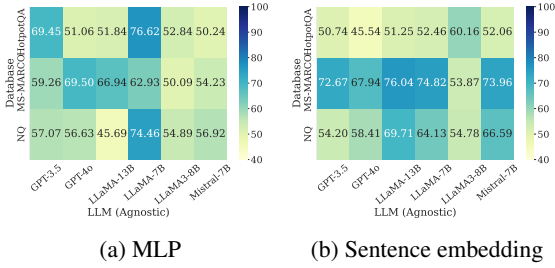 Database
HotpotQA
69.45 51.06 51.84 76.62 52.84 50.24
MS-MARCO
59.26 69.50 66.94 62.93 50.09 54.23
NQ
57.07 56.63 45.69 74.46 54.89 56.92
GPT-3.5 GPT-4o LLaMA-13B LLaMA-7B LLaMA3-8B Mistral-7B
LLM (Agnostic)
100
90
80
70
60
50
40
(a) MLP
Database
HotpotQA
50.74 45.54 51.25 52.46 60.16 52.06
MS-MARCO
72.67 67.94 76.04 74.82 53.87 73.96
NQ
54.20 58.41 69.71 64.13 54.78 66.59
GPT-3.5 GPT-4o LLaMA-13B LLaMA-7B LLaMA3-8B Mistral-7B
LLM (Agnostic)
100
90
80
70
60
50
40
(b) Sentence embedding